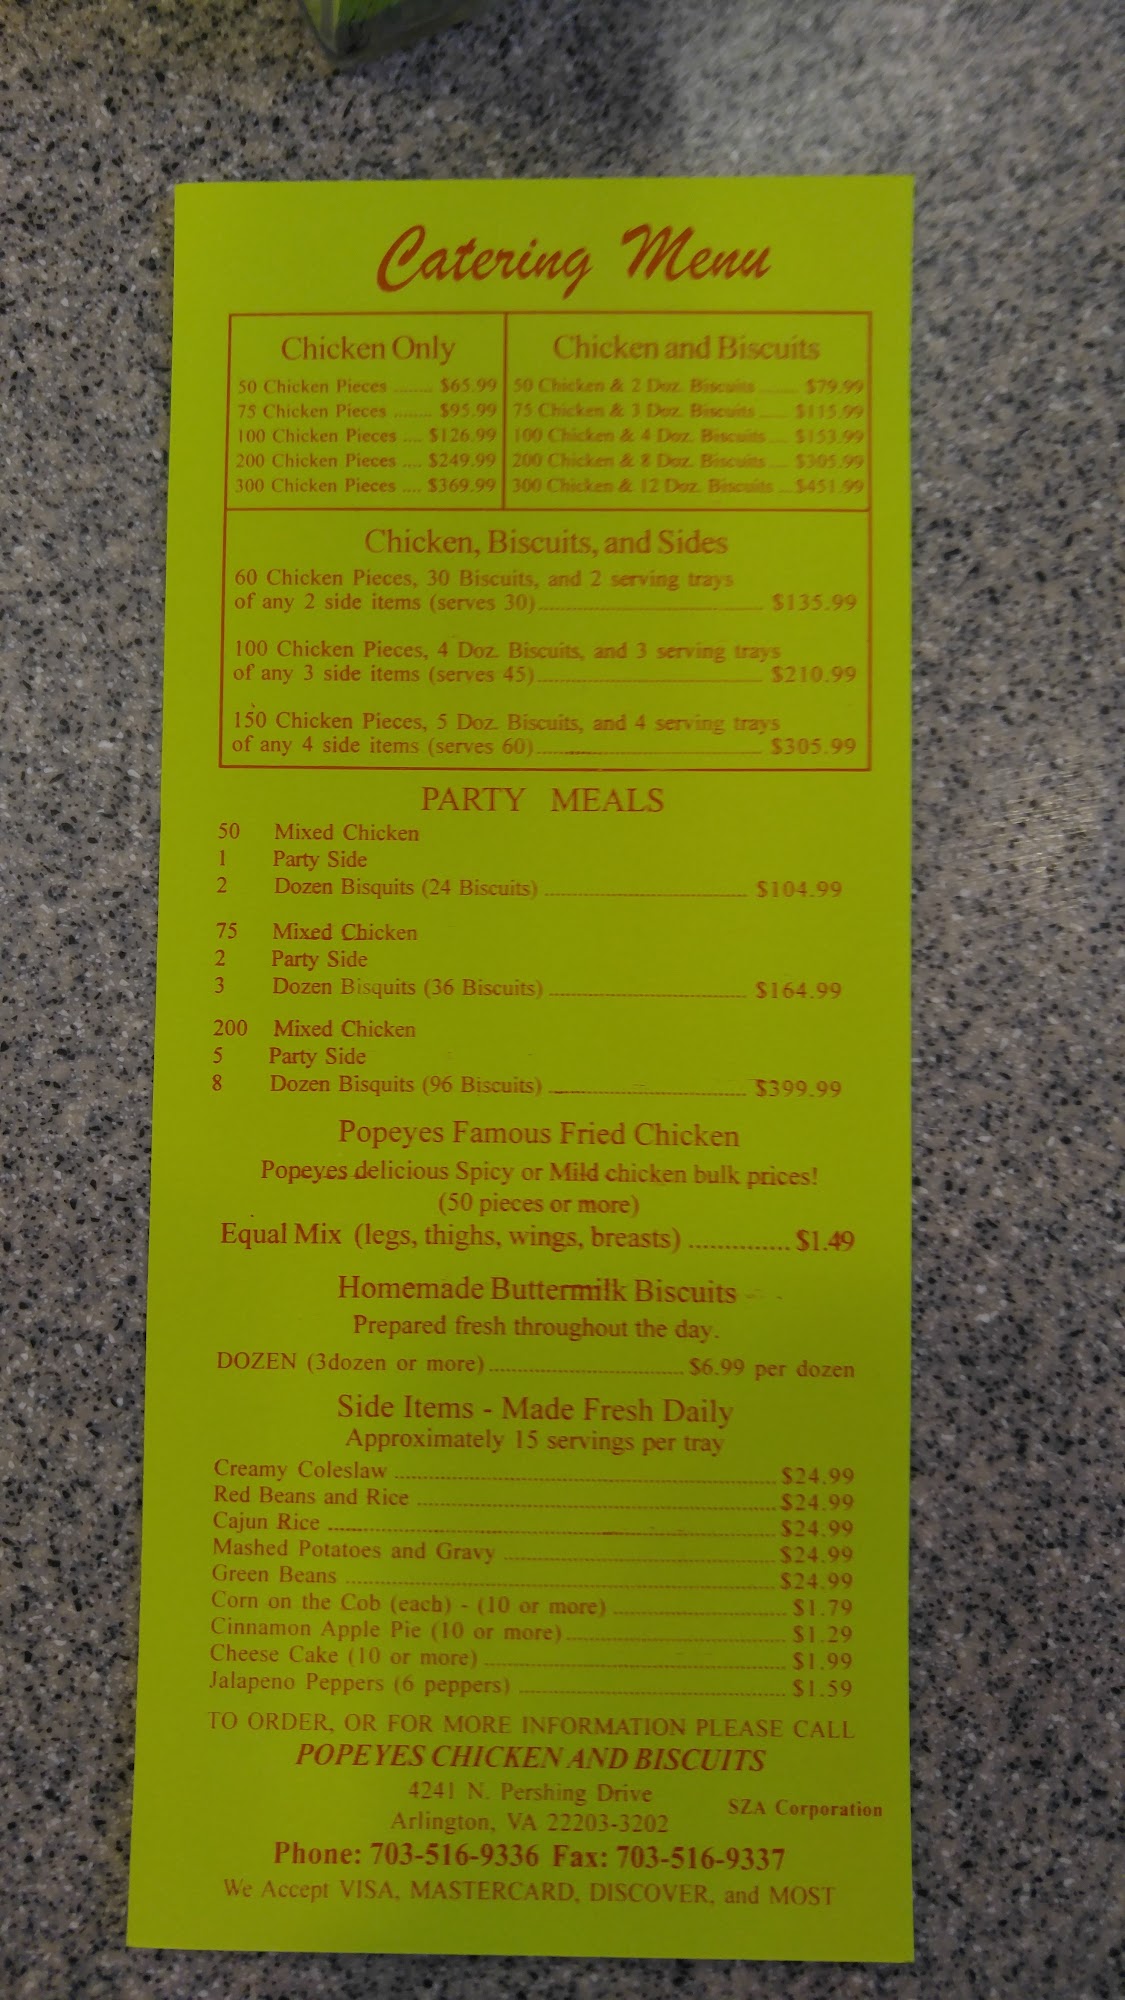 Catering Menu
Chicken Only
50 Chicken Pieces ........ $65.99
75 Chicken Pieces ........ $95.99
100 Chicken Pieces .... $126.99
200 Chicken Pieces .... $249.99
300 Chicken Pieces .... $369.99
Chicken and Biscuits
50 Chicken & 2 Doz. Biscuits ........ $79.99
75 Chicken & 3 Doz. Biscuits ...... $115.99
100 Chicken & 4 Doz. Biscuits .... $153.99
200 Chicken & 8 Doz. Biscuits .... $305.99
300 Chicken & 12 Doz. Biscuits ... $451.99
Chicken, Biscuits, and Sides
60 Chicken Pieces, 30 Biscuits, and 2 serving trays
of any 2 side items (serves 30) ........ $135.99
100 Chicken Pieces, 4 Doz. Biscuits, and 3 serving trays
of any 3 side items (serves 45) ........ $210.99
150 Chicken Pieces, 5 Doz. Biscuits, and 4 serving trays
of any 4 side items (serves 60) ........ $305.99
PARTY MEALS
50 Mixed Chicken
1 Party Side
2 Dozen Bisquits (24 Biscuits) ........ $104.99
75 Mixed Chicken
2 Party Side
3 Dozen Bisquits (36 Biscuits) ........ $164.99
200 Mixed Chicken
5 Party Side
8 Dozen Bisquits (96 Biscuits) ........ $399.99
Popeyes Famous Fried Chicken
Popeyes delicious Spicy or Mild chicken bulk prices!
(50 pieces or more)
Equal Mix (legs, thighs, wings, breasts) .............. $1.49
Homemade Buttermilk Biscuits
Prepared fresh throughout the day.
DOZEN (3dozen or more) ........ $6.99 per dozen
Side Items - Made Fresh Daily
Approximately 15 servings per tray
Creamy Coleslaw ........ $24.99
Red Beans and Rice ........ $24.99
Cajun Rice ........ $24.99
Mashed Potatoes and Gravy ........ $24.99
Green Beans ........ $24.99
Corn on the Cob (each) - (10 or more) ........ $1.79
Cinnamon Apple Pie (10 or more) ........ $1.29
Cheese Cake (10 or more) ........ $1.99
Jalapeno Peppers (6 peppers) ........ $1.59
TO ORDER, OR FOR MORE INFORMATION PLEASE CALL
POPEYES CHICKEN AND BISCUITS
4241 N. Pershing Drive
Arlington, VA 22203-3202
SZA Corporation
Phone: 703-516-9336 Fax: 703-516-9337
We Accept VISA, MASTERCARD, DISCOVER, and MOST